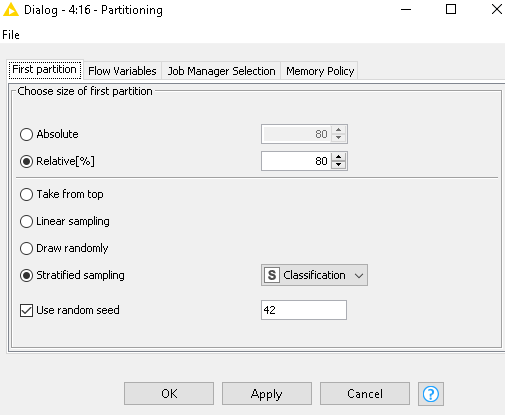 Dialog - 4:16 - Partitioning
File
First partition Flow Variables Job Manager Selection Memory Policy
Choose size of first partition
Absolute 80
Relative[%] 80
Take from top
Linear sampling
Draw randomly
Stratified sampling S Classification
Use random seed 42
OK Apply Cancel ?